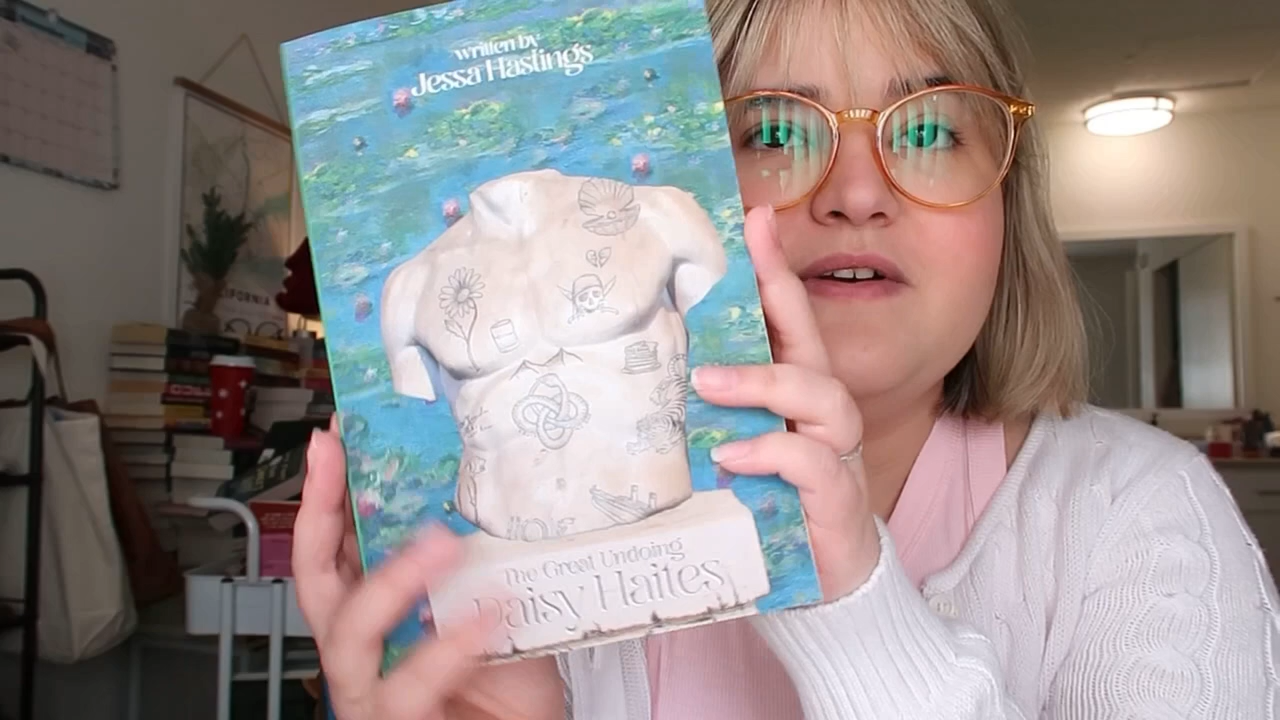 written by
Jessa Hastings
The Great Undoing
Daisy Haites